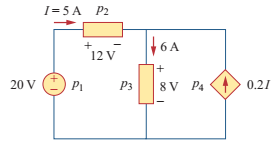 I = 5 A p2
+ −
12 V
6 A
20 V + − p1
p3 + 8 V −
p4 0.2I